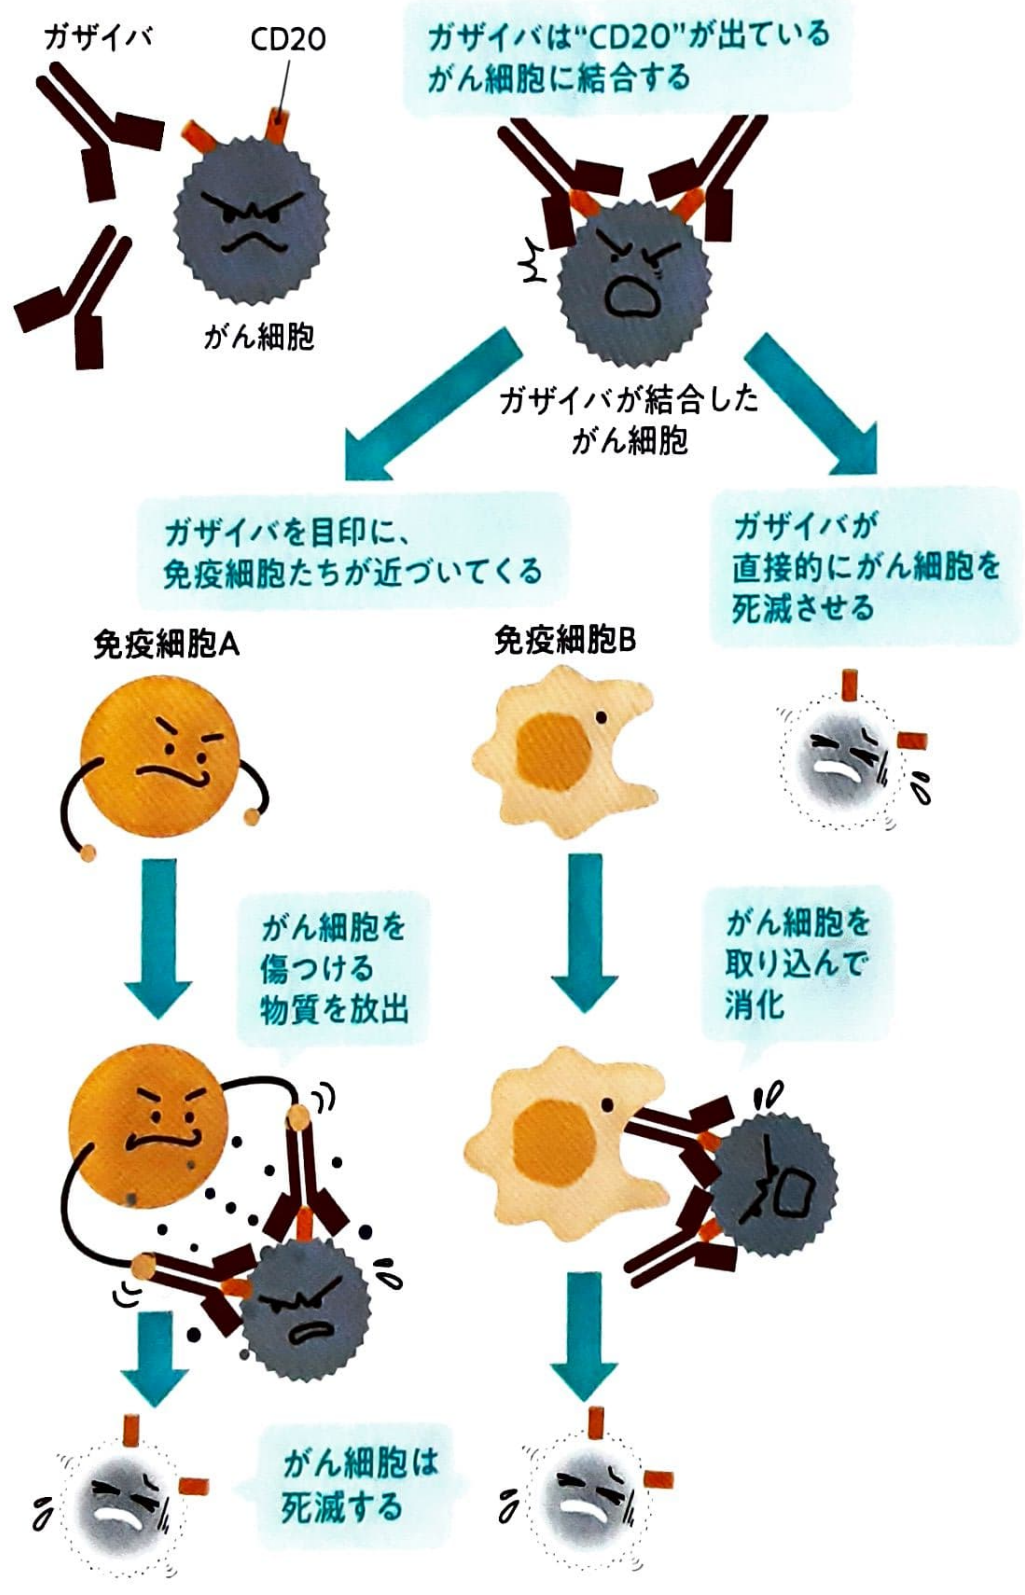 ガザイバ
CD20
がん細胞
ガザイバは“CD20”が出ている
がん細胞に結合する
ガザイバが結合した
がん細胞
ガザイバを目印に、
免疫細胞たちが近づいてくる
ガザイバが
直接的にがん細胞を
死滅させる
免疫細胞A
免疫細胞B
がん細胞を
傷つける
物質を放出
がん細胞を
取り込んで
消化
がん細胞は
死滅する